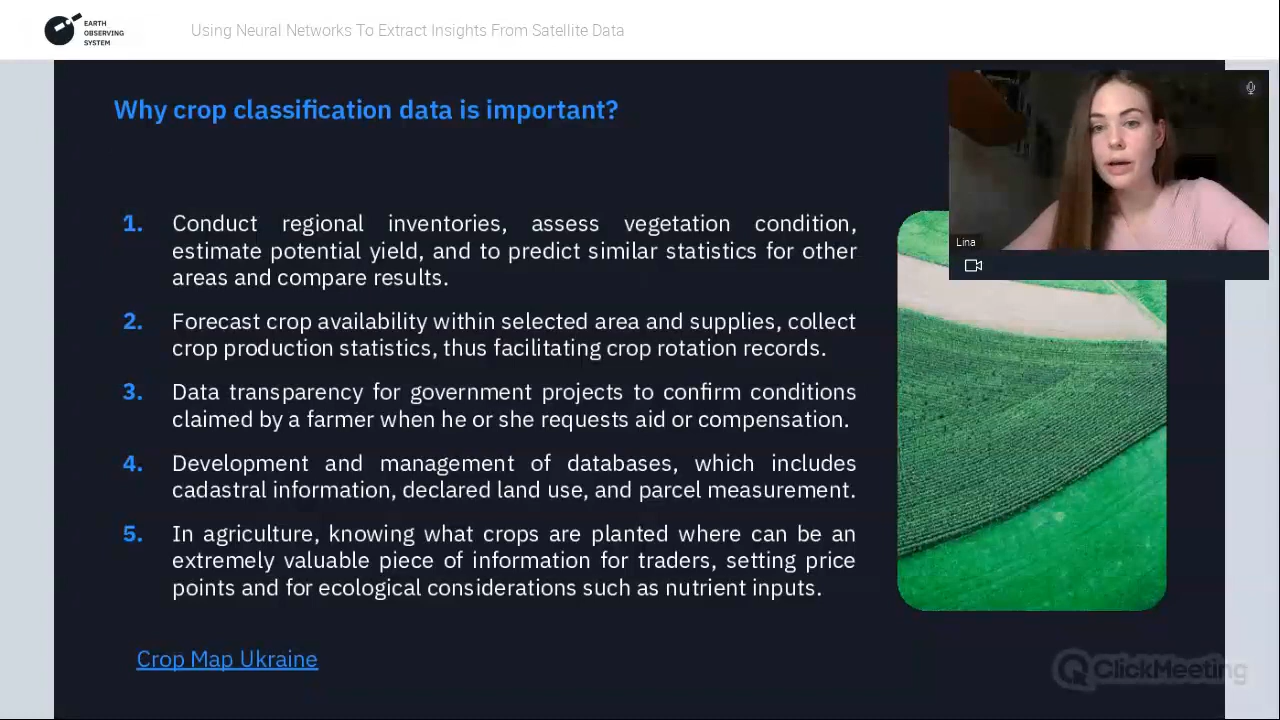 EARTH
OBSERVING
SYSTEM
Using Neural Networks To Extract Insights From Satellite Data
Why crop classification data is important?
Lina
1. Conduct regional inventories, assess vegetation condition,
estimate potential yield, and to predict similar statistics for other
areas and compare results.
2. Forecast crop availability within selected area and supplies, collect
crop production statistics, thus facilitating crop rotation records.
3. Data transparency for government projects to confirm conditions
claimed by a farmer when he or she requests aid or compensation.
4. Development and management of databases, which includes
cadastral information, declared land use, and parcel measurement.
5. In agriculture, knowing what crops are planted where can be an
extremely valuable piece of information for traders, setting price
points and for ecological considerations such as nutrient inputs.
Crop Map Ukraine
ClickMeeting